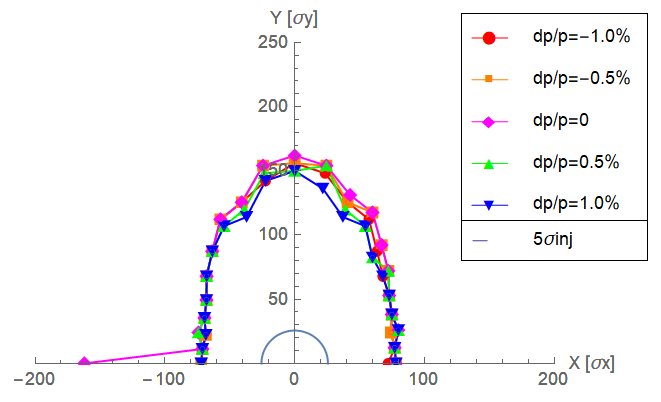 Y [σy]
250
200
150
100
50
−200
−100
0
100
200
X [σx]
dp/p=−1.0%
dp/p=−0.5%
dp/p=0
dp/p=0.5%
dp/p=1.0%
5σinj